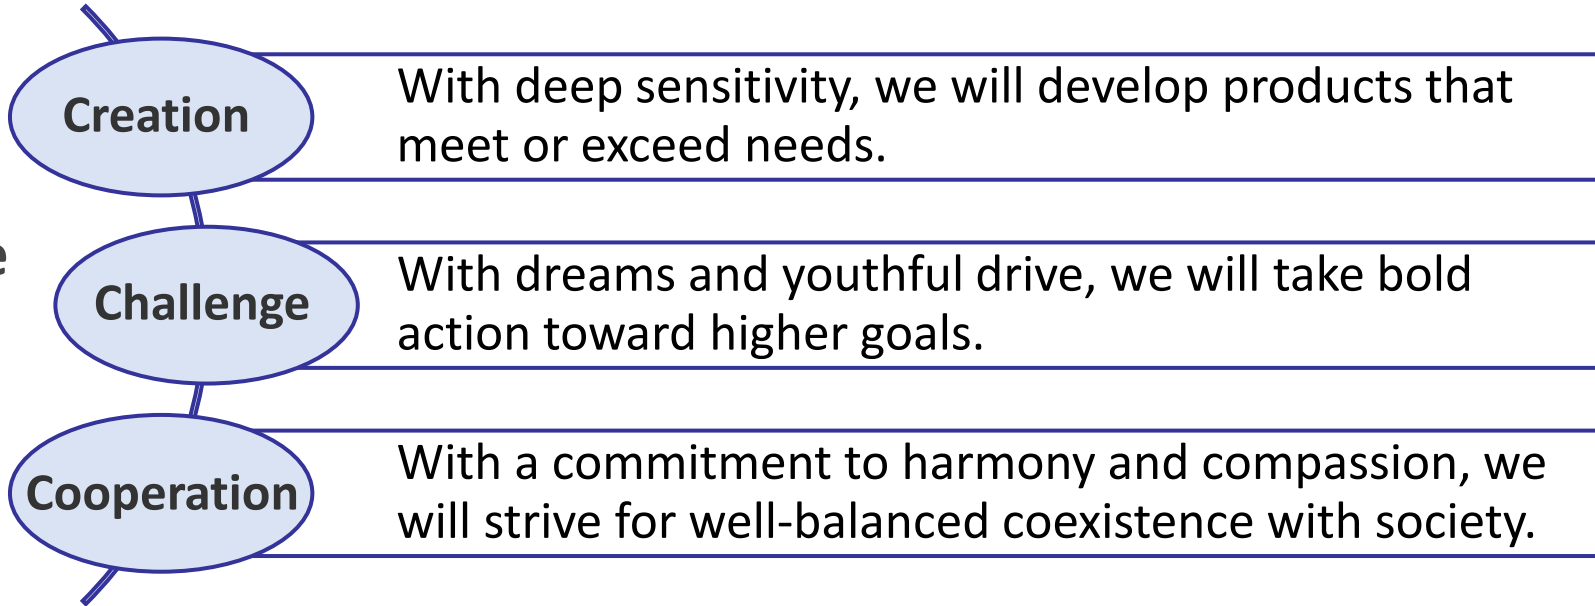 Creation
With deep sensitivity, we will develop products that
meet or exceed needs.
Challenge
With dreams and youthful drive, we will take bold
action toward higher goals.
Cooperation
With a commitment to harmony and compassion, we
will strive for well-balanced coexistence with society.